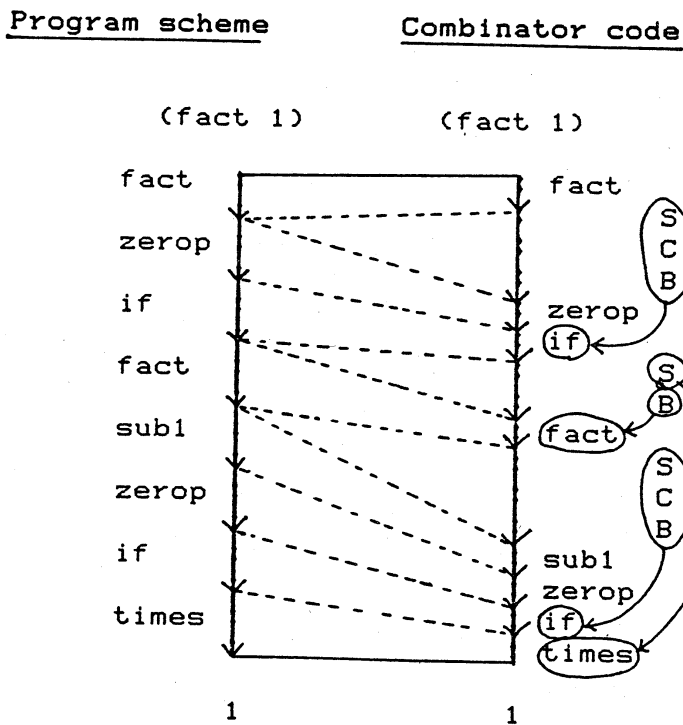 Program scheme
Combinator code
(fact 1)
(fact 1)
fact
zerop
if
fact
sub1
zerop
if
times
1
fact
S
C
B
zerop
if
S
B
fact
S
C
B
sub1
zerop
if
times
1